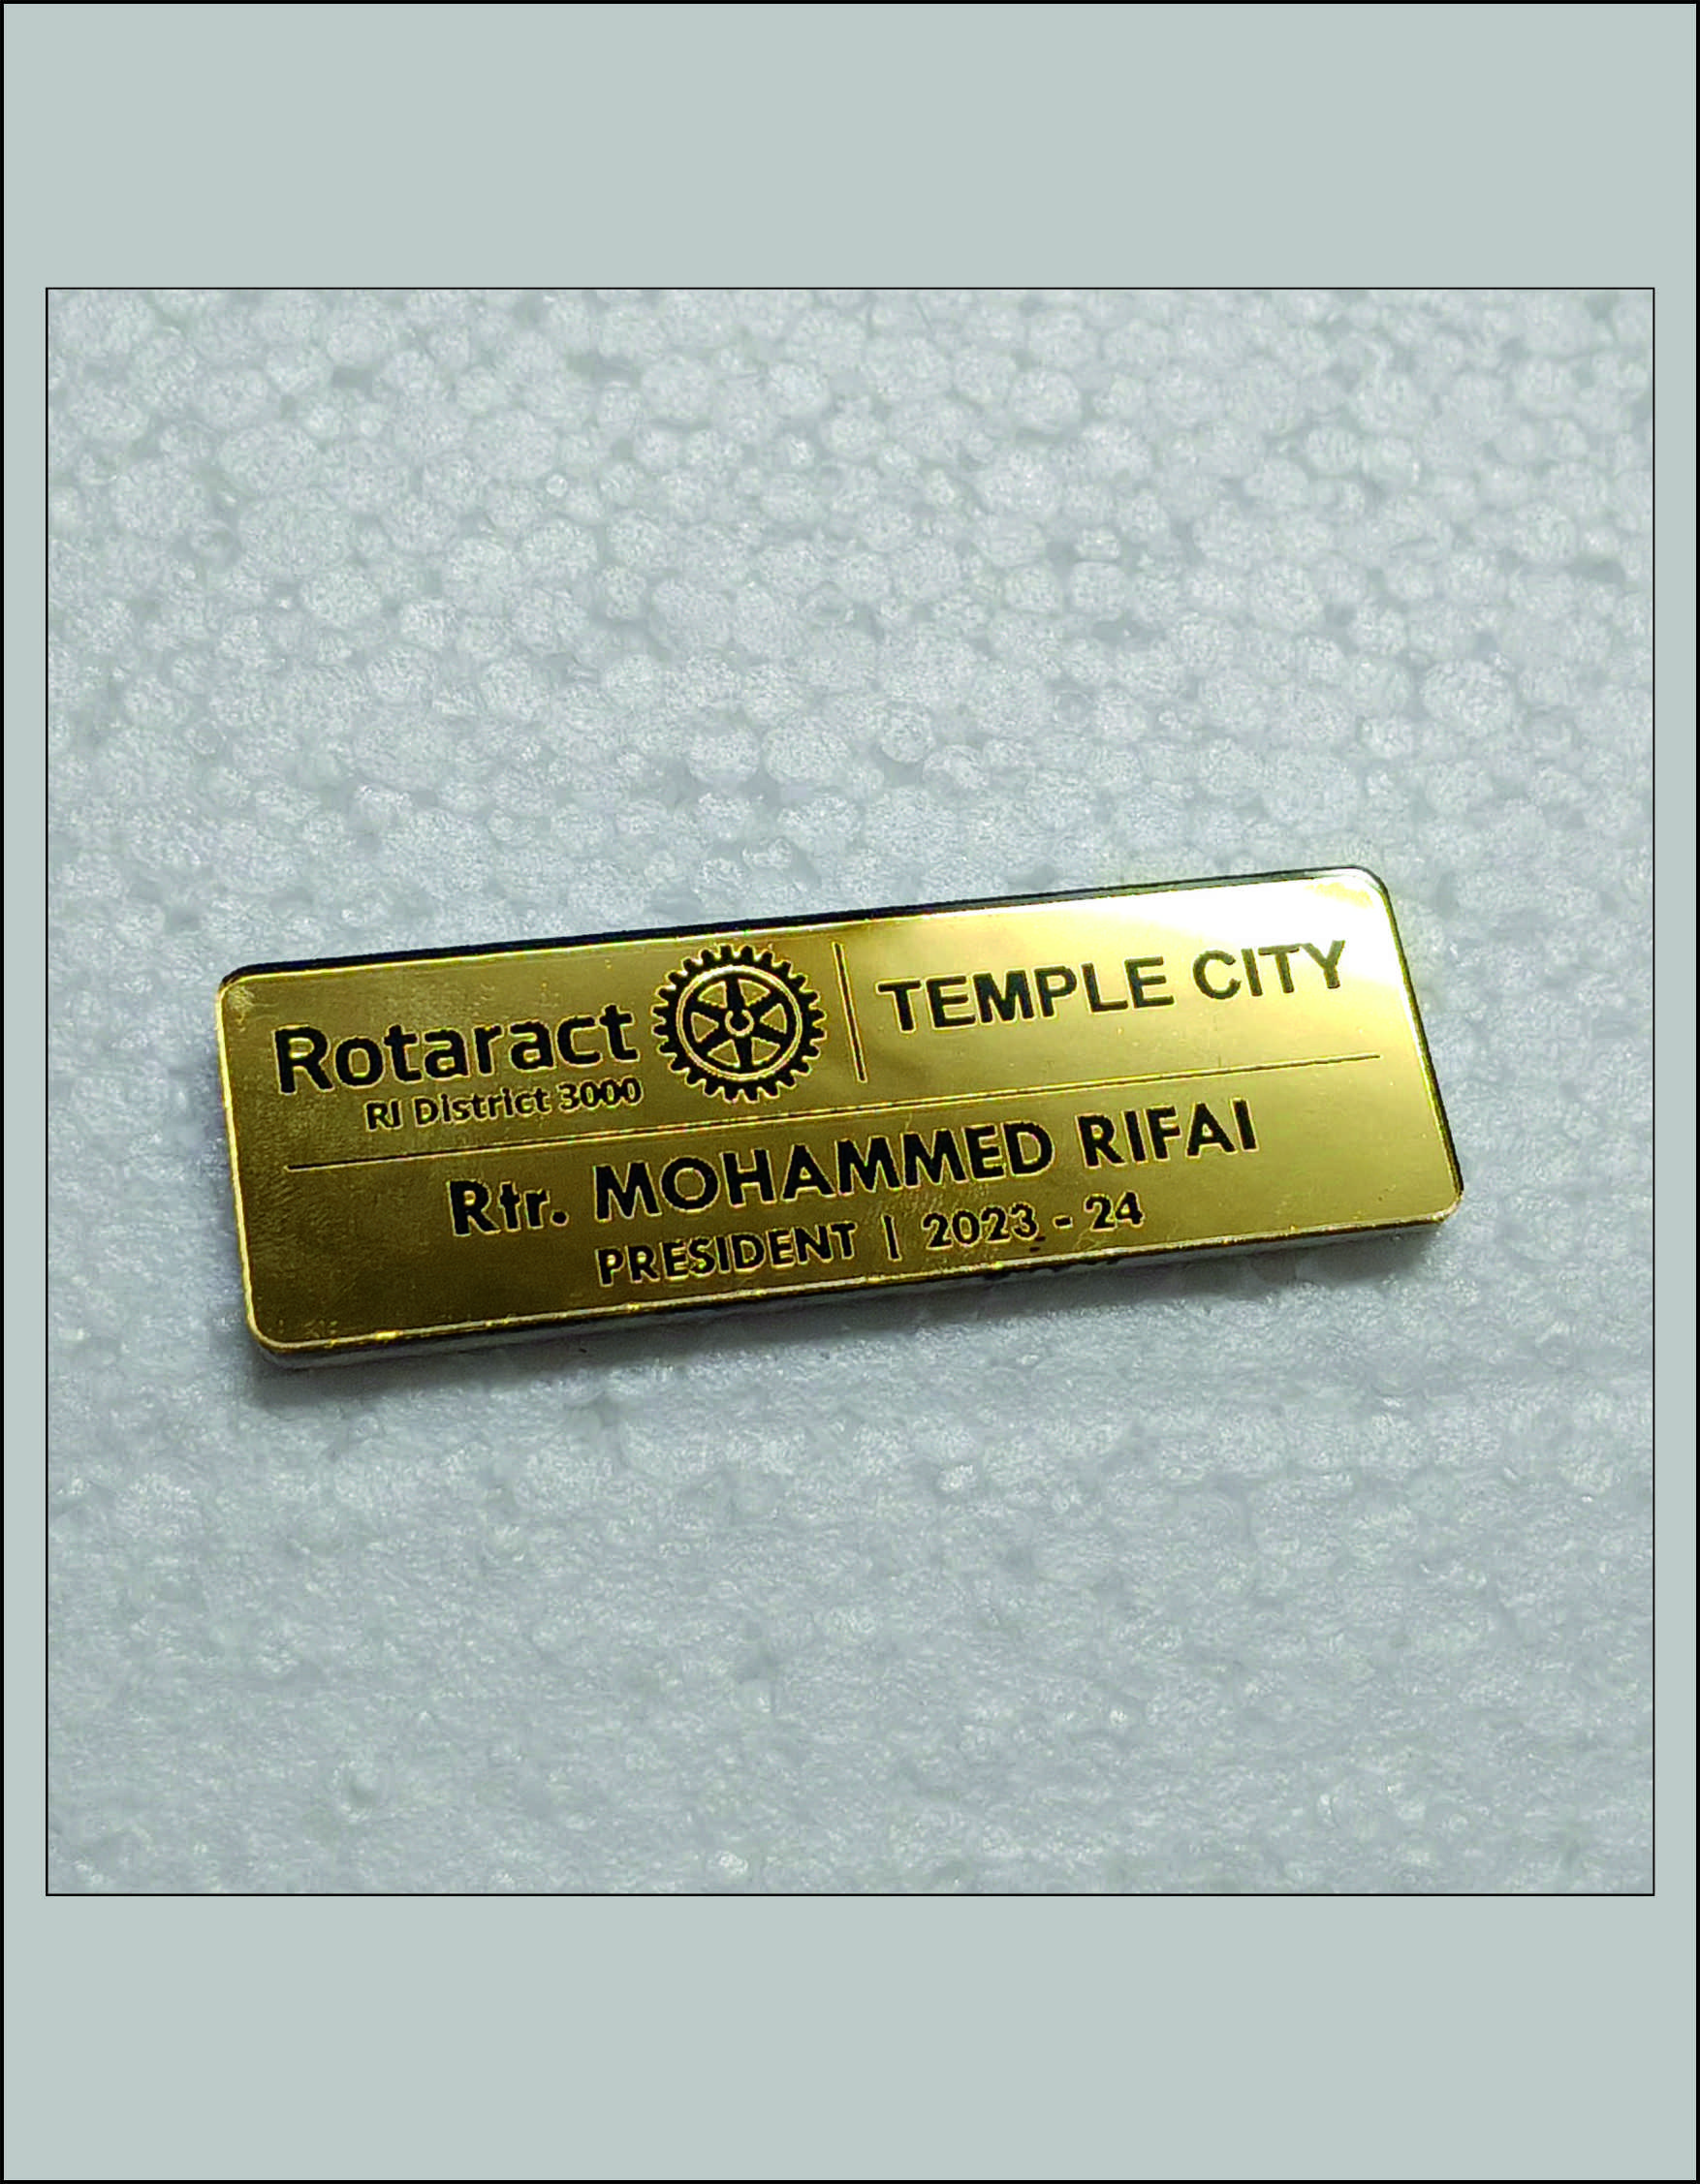 Rotaract
RI District 3000
TEMPLE CITY
Rtr. MOHAMMED RIFAI
PRESIDENT | 2023 - 24